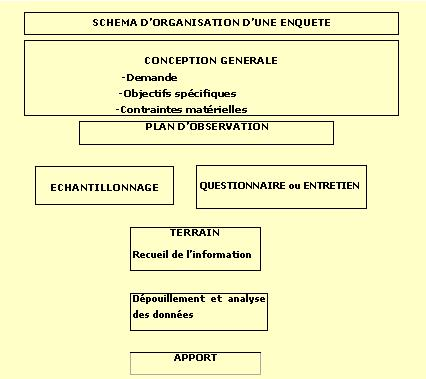 SCHEMA D'ORGANISATION D'UNE ENQUETE
CONCEPTION GENERALE
-Demande
-Objectifs spécifiques
-Contraintes matérielles
PLAN D'OBSERVATION
ECHANTILLONNAGE
QUESTIONNAIRE ou ENTRETIEN
TERRAIN
Recueil de l'information
Dépouillement et analyse
des données
APPORT